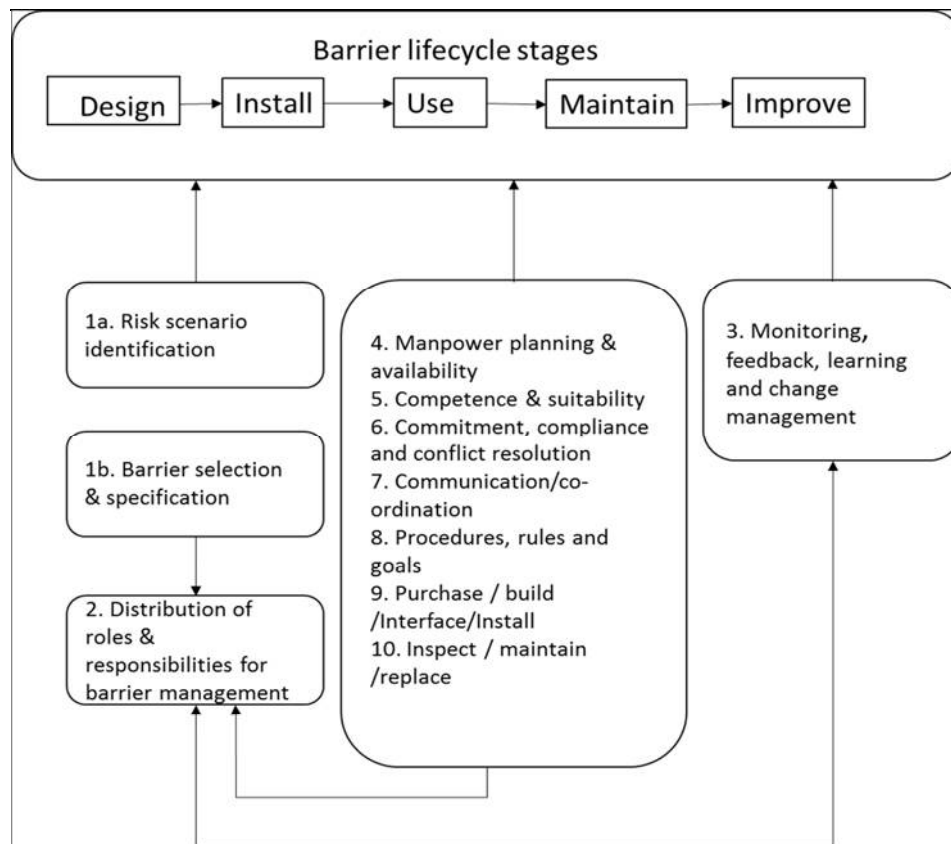 Barrier lifecycle stages
Design
Install
Use
Maintain
Improve
1a. Risk scenario
identification
1b. Barrier selection
& specification
2. Distribution of
roles &
responsibilities for
barrier management
4. Manpower planning &
availability
5. Competence & suitability
6. Commitment, compliance
and conflict resolution
7. Communication/co-
ordination
8. Procedures, rules and
goals
9. Purchase / build
/Interface/Install
10. Inspect / maintain
/replace
3. Monitoring,
feedback, learning
and change
management